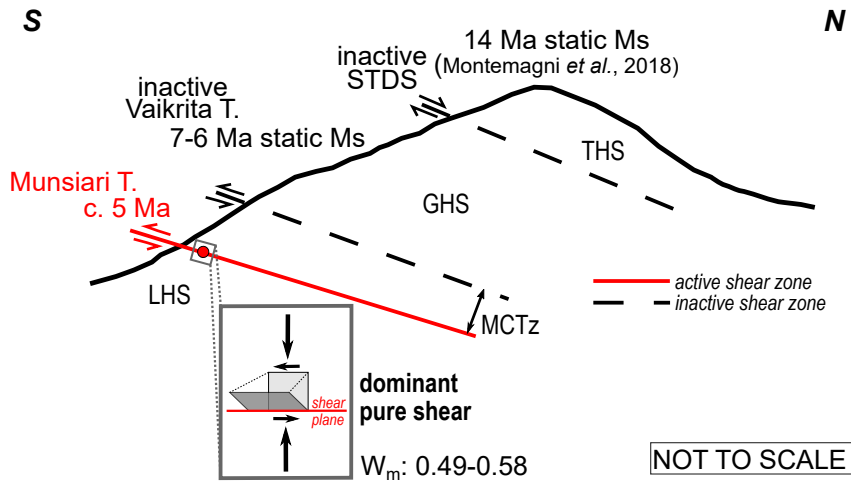 S
N
14 Ma static Ms
(Montemagni et al., 2018)
inactive
STDS
inactive
Vaikrita T.
7-6 Ma static Ms
THS
Munsiari T.
c. 5 Ma
GHS
LHS
active shear zone
inactive shear zone
MCTz
shear
plane
dominant
pure shear
Wm: 0.49-0.58
NOT TO SCALE